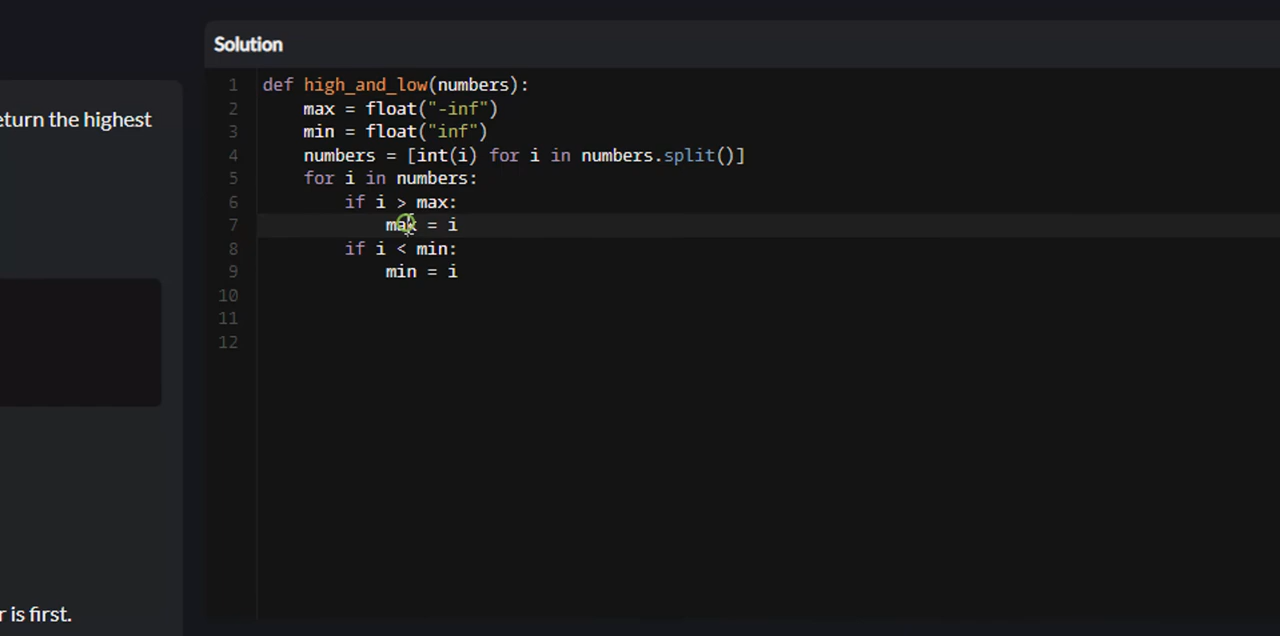 Solution
eturn the highest
r is first.
1 def high_and_low(numbers):
2     max = float("-inf")
3     min = float("inf")
4     numbers = [int(i) for i in numbers.split()]
5     for i in numbers:
6         if i > max:
7             max = i
8         if i < min:
9             min = i
10
11
12